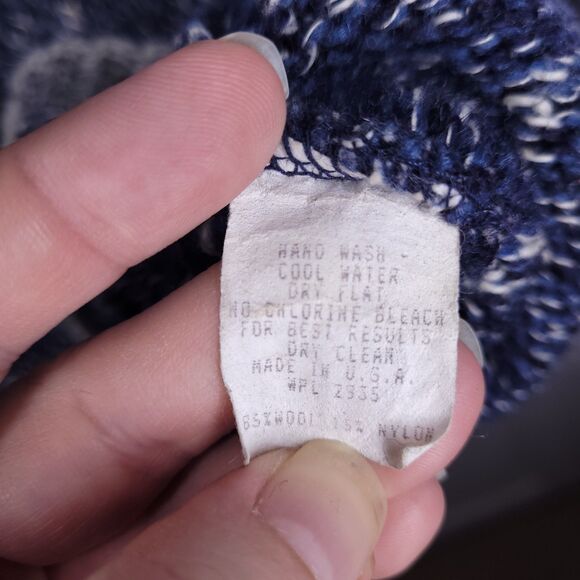 HAND WASH -
COOL WATER
DRY FLAT
NO CHLORINE BLEACH
FOR BEST RESULTS
DRY CLEAN
MADE IN U.S.A.
WPL 2935
85%WOOL 15% NYLON